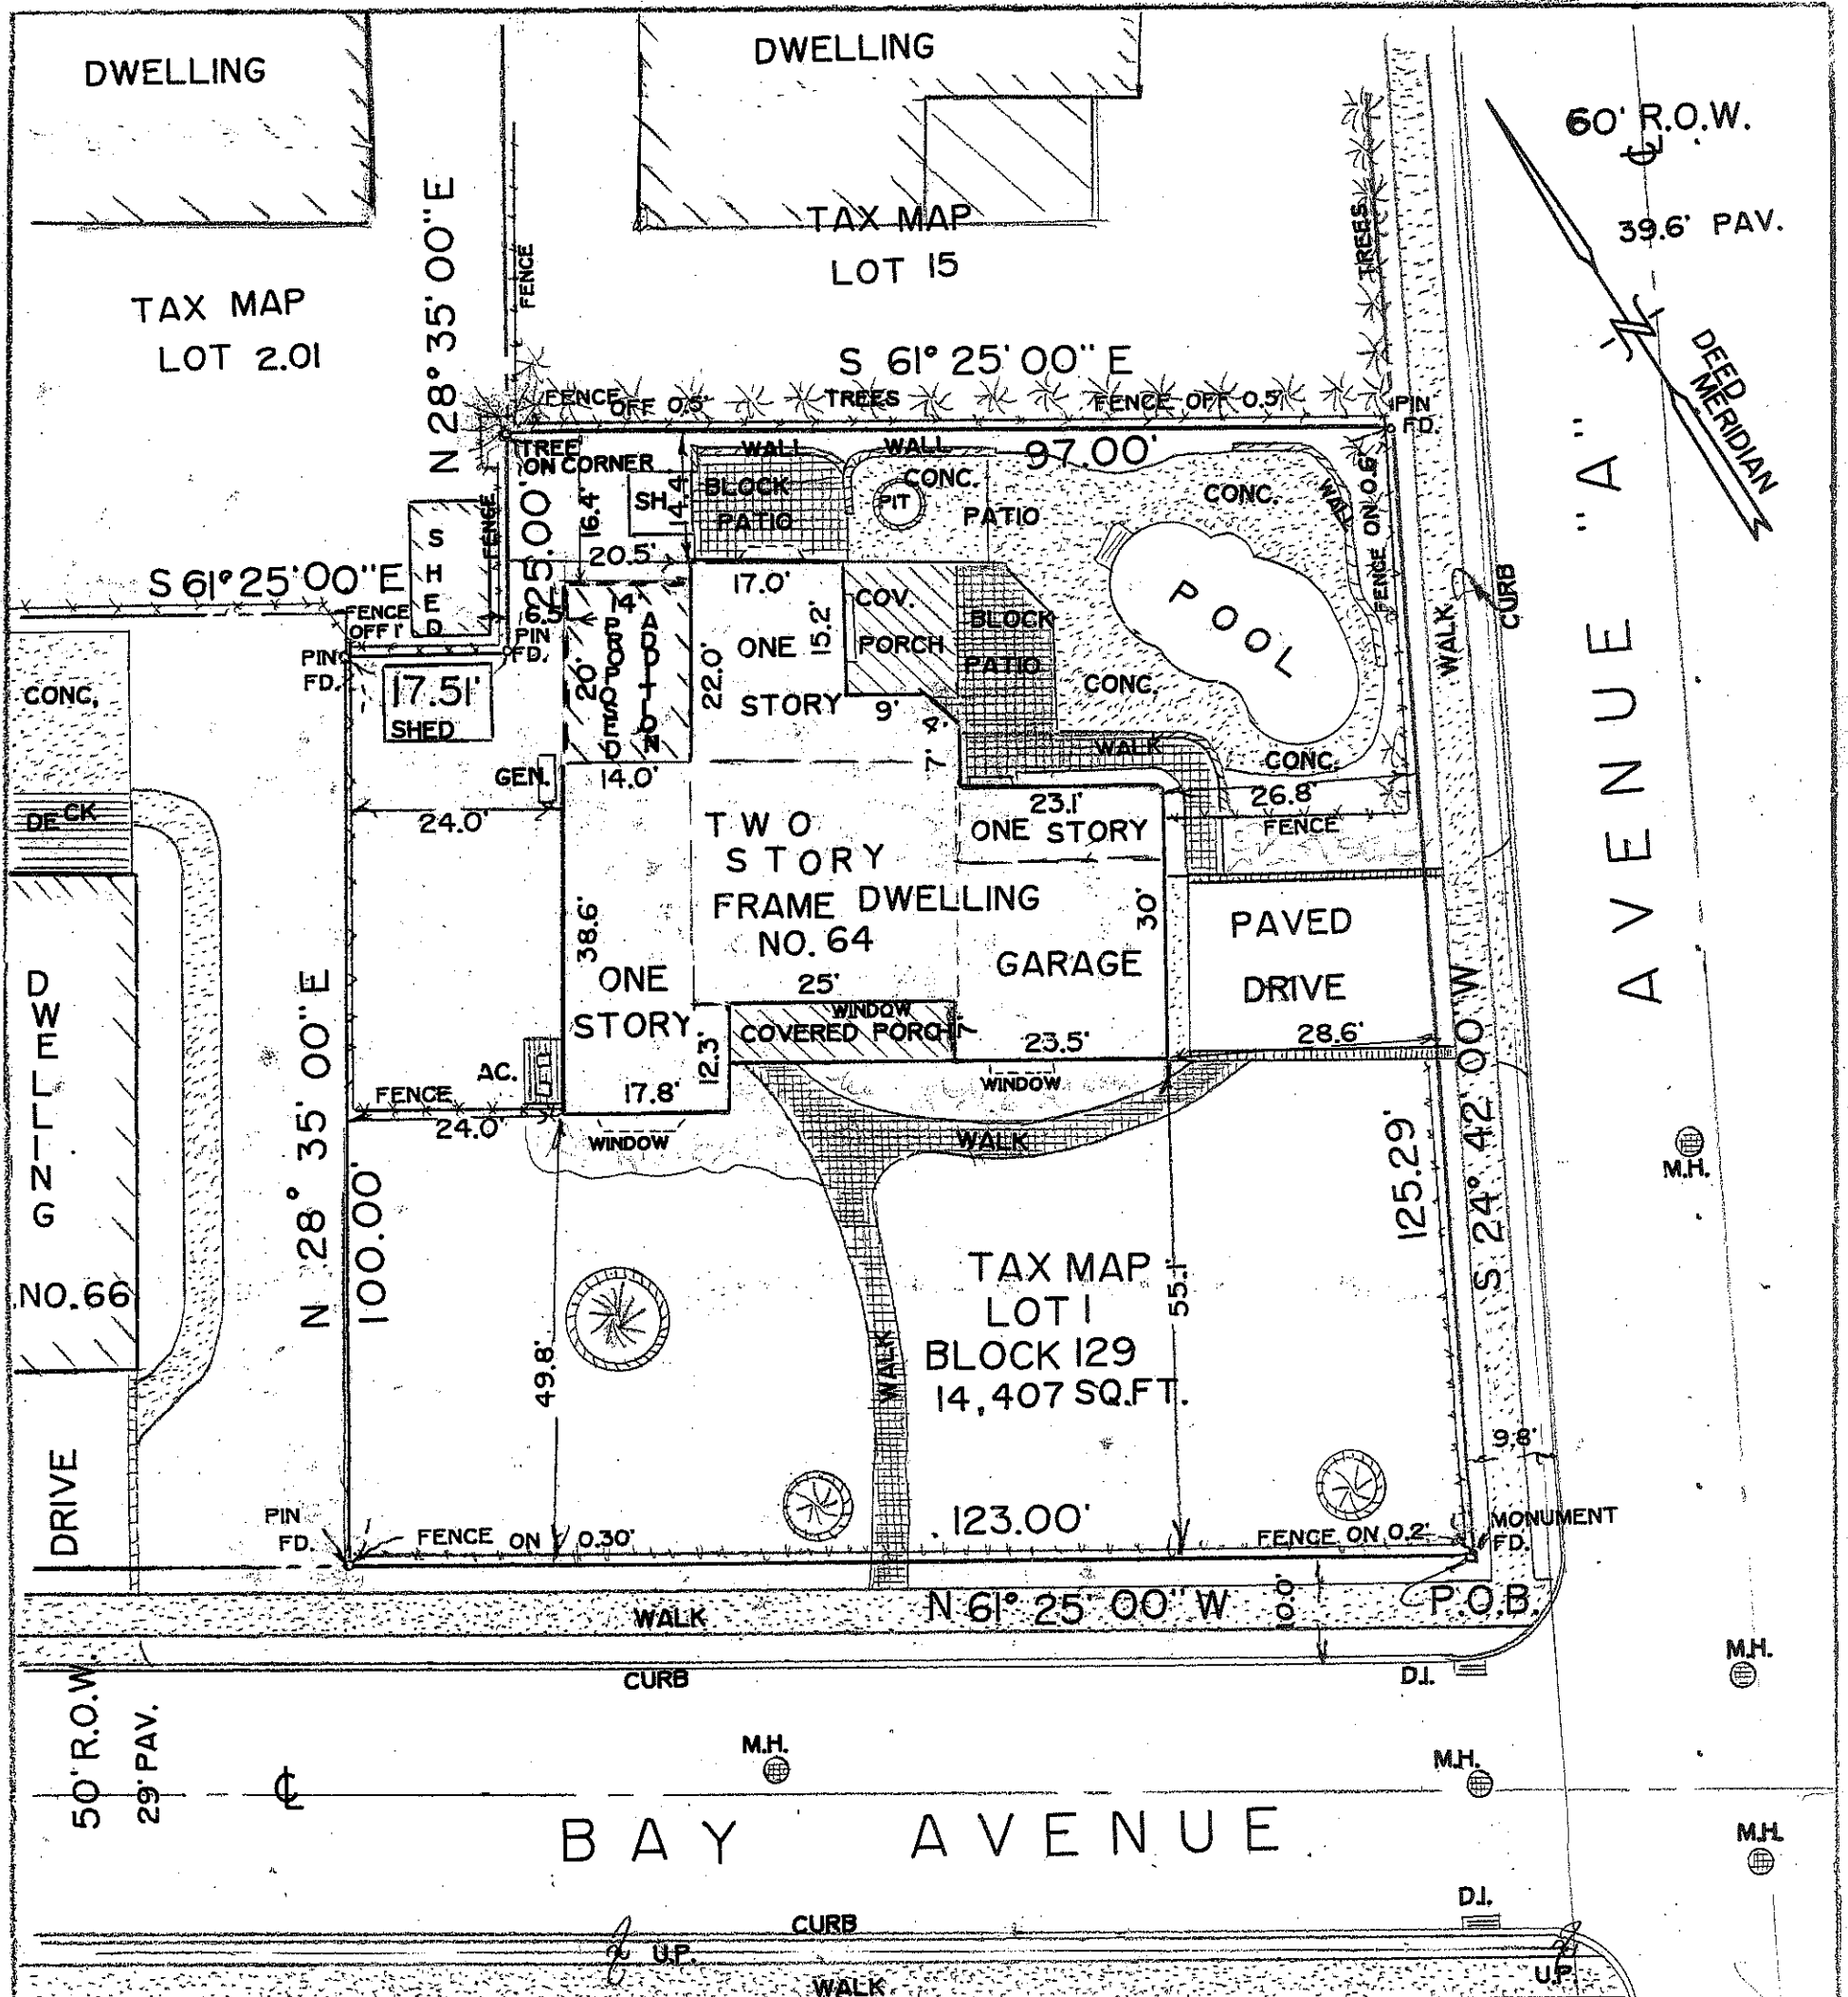 DWELLING
DWELLING
60' R.O.W.
℄
39.6' PAV.
TAX MAP
LOT 15
TAX MAP
LOT 2.01
N 28° 35' 00" E
FENCE
TREES
DEED
MERIDIAN
S 61° 25' 00" E
FENCE OFF 0.5'
TREES
FENCE OFF 0.5'
PIN
FD.
TREE
ON CORNER
WALL
WALL
97.00'
SH.
16.4'
14.4'
BLOCK
PATIO
CONC.
PIT
PATIO
CONC.
WALL
FENCE ON 0.6'
SHED
FENCE
25.00'
20.5'
17.0'
S 61° 25' 00" E
FENCE
OFF 1'
6.5'
14'
PROPOSED
ADDITION
20'
22.0'
ONE
STORY
15.2'
COV.
PORCH
BLOCK
PATIO
POOL
CONC.
WALK
CURB
AVENUE "A"
PIN
FD.
PIN
FD.
17.51'
SHED
9'
4'
7'
WALK
CONC.
CONC.
DECK
GEN.
14.0'
24.0'
23.1'
26.8'
FENCE
ONE STORY
TWO
STORY
FRAME DWELLING
NO. 64
38.6'
25'
30'
GARAGE
PAVED
DRIVE
28.6'
ONE
STORY
WINDOW
COVERED PORCH
7'
12.3'
23.5'
WINDOW
AC.
17.8'
FENCE
24.0'
WINDOW
WALK
DWELLING
NO. 66
N 28° 35' 00" E
100.00'
125.29'
S 24° 42' 00" W
M.H.
TAX MAP
LOT 1
BLOCK 129
14,407 SQ.FT.
55.1'
49.8'
WALK
9.8'
DRIVE
PIN
FD.
FENCE ON 0.30'
123.00'
FENCE ON 0.2'
MONUMENT
FD.
N 61° 25' 00" W
10.0'
P.O.B.
WALK
CURB
D.I.
M.H.
50' R.O.W.
29' PAV.
℄
M.H.
M.H.
BAY AVENUE
M.H.
D.I.
CURB
U.P.
U.P.
WALK